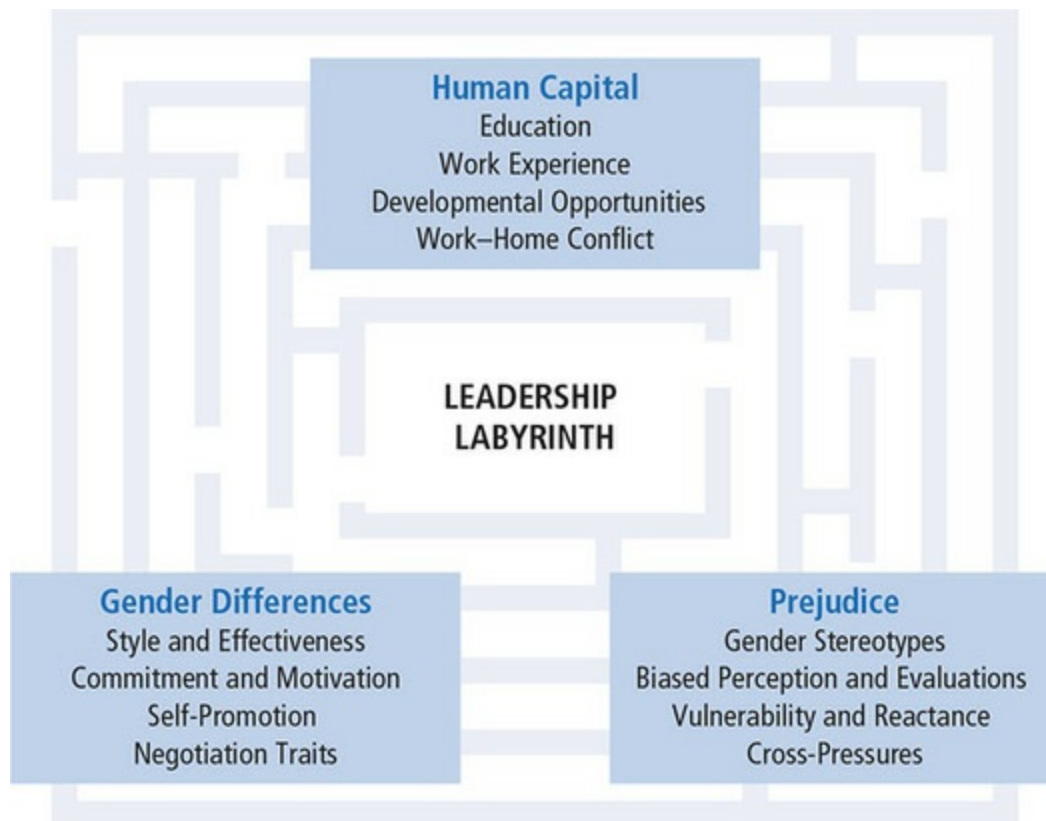 Human Capital
Education
Work Experience
Developmental Opportunities
Work–Home Conflict
LEADERSHIP
LABYRINTH
Gender Differences
Style and Effectiveness
Commitment and Motivation
Self-Promotion
Negotiation Traits
Prejudice
Gender Stereotypes
Biased Perception and Evaluations
Vulnerability and Reactance
Cross-Pressures